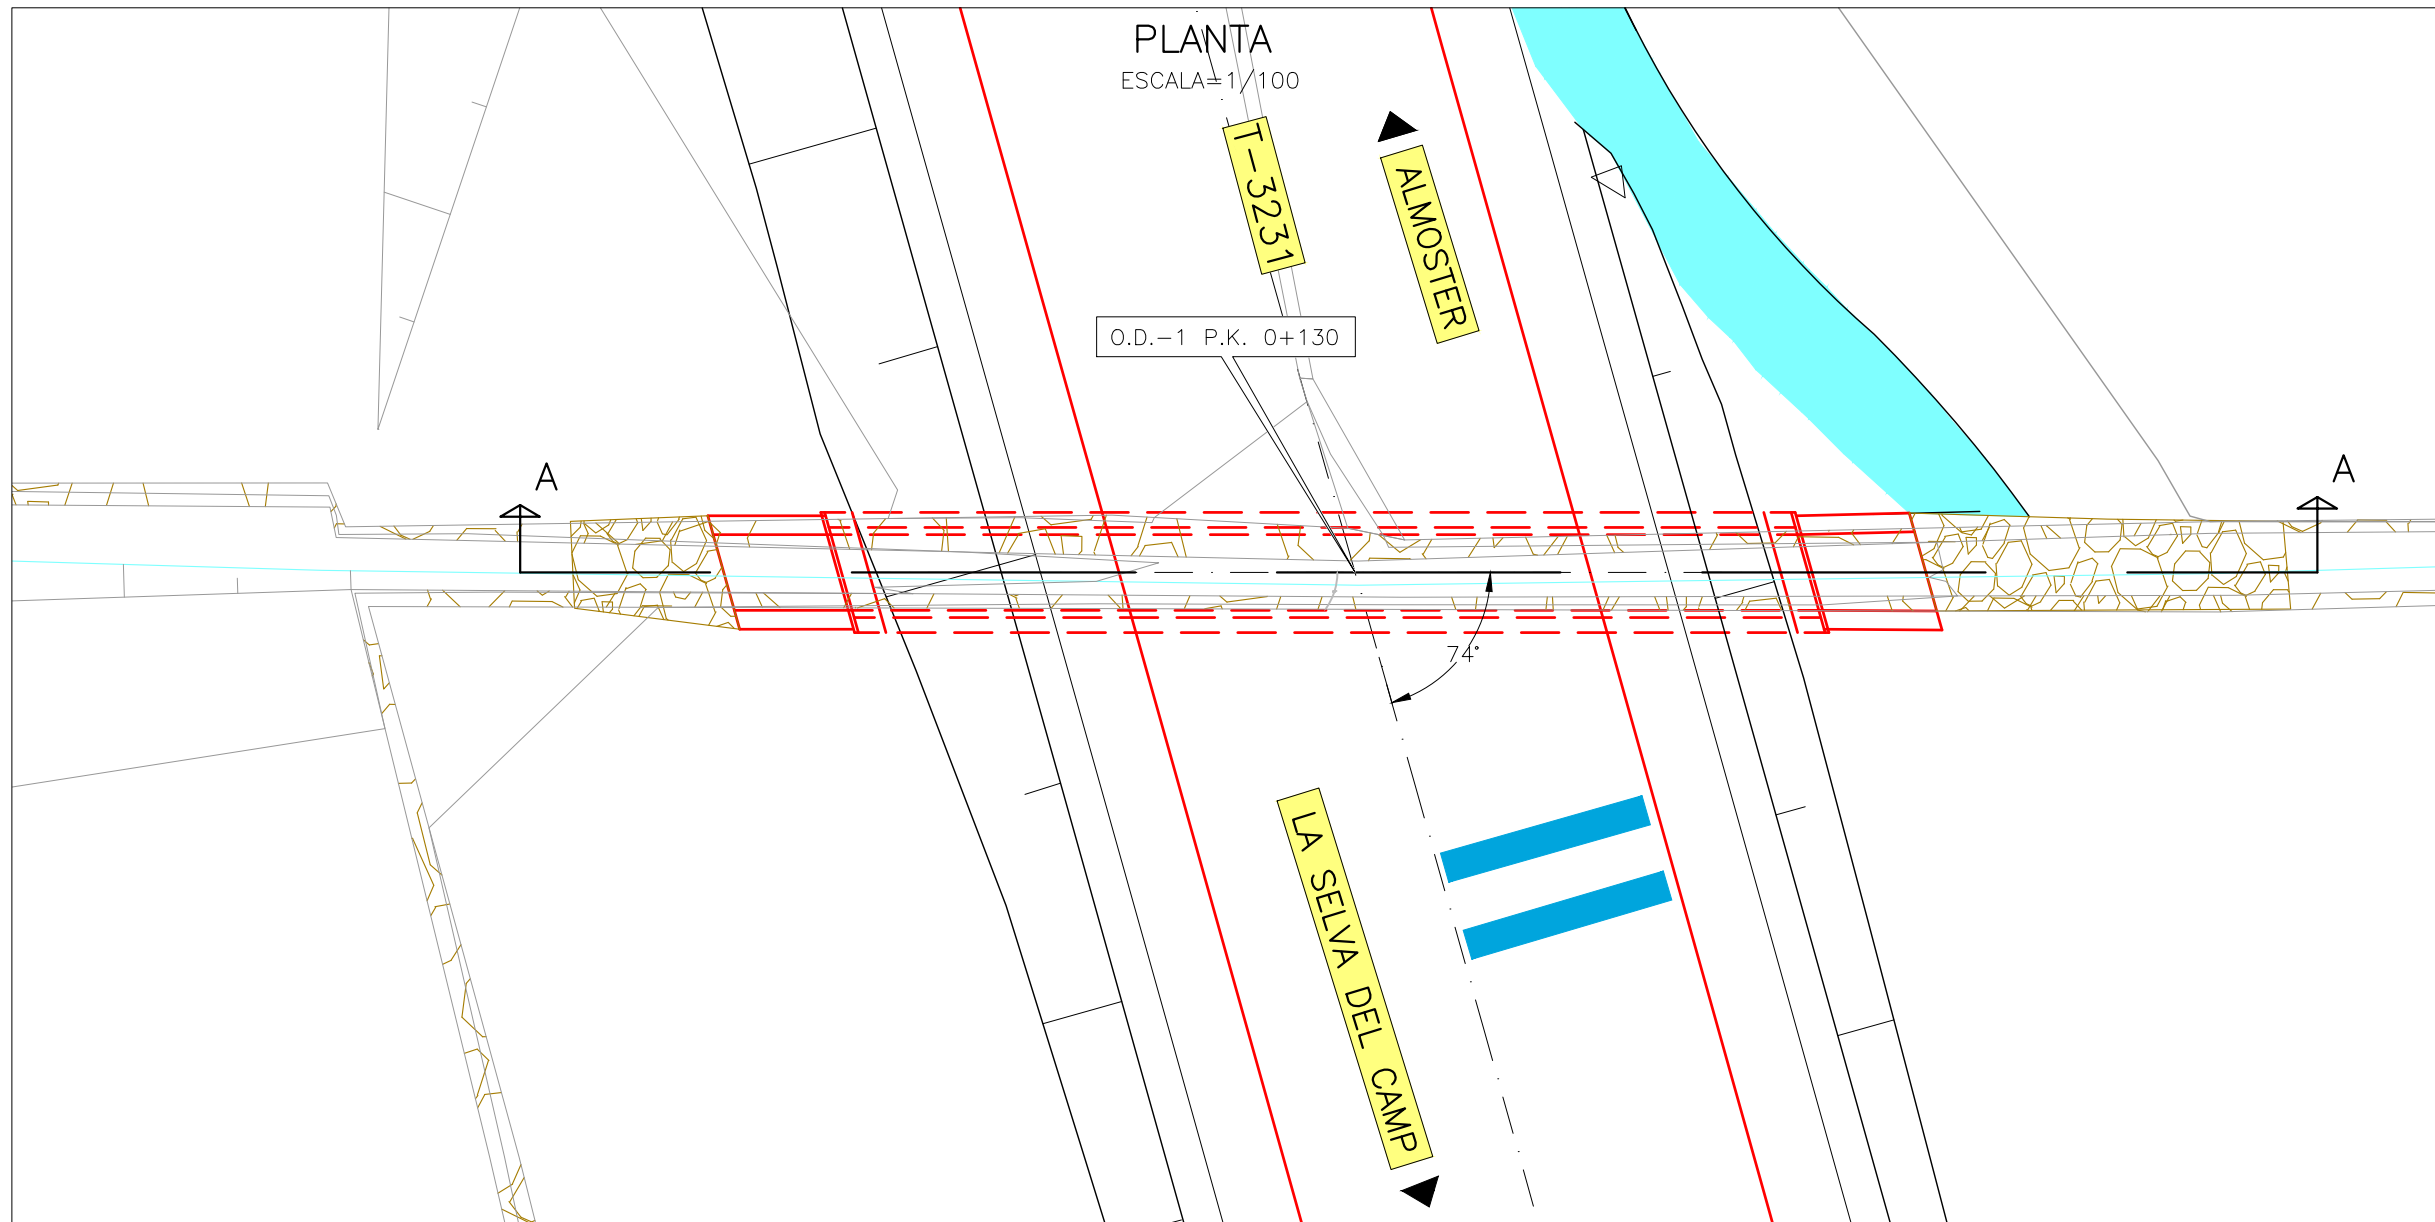 PLANTA
ESCALA=1/100
T-3231
ALMOSTER
O.D.-1 P.K. 0+130
A
A
74°
LA SELVA DEL CAMP